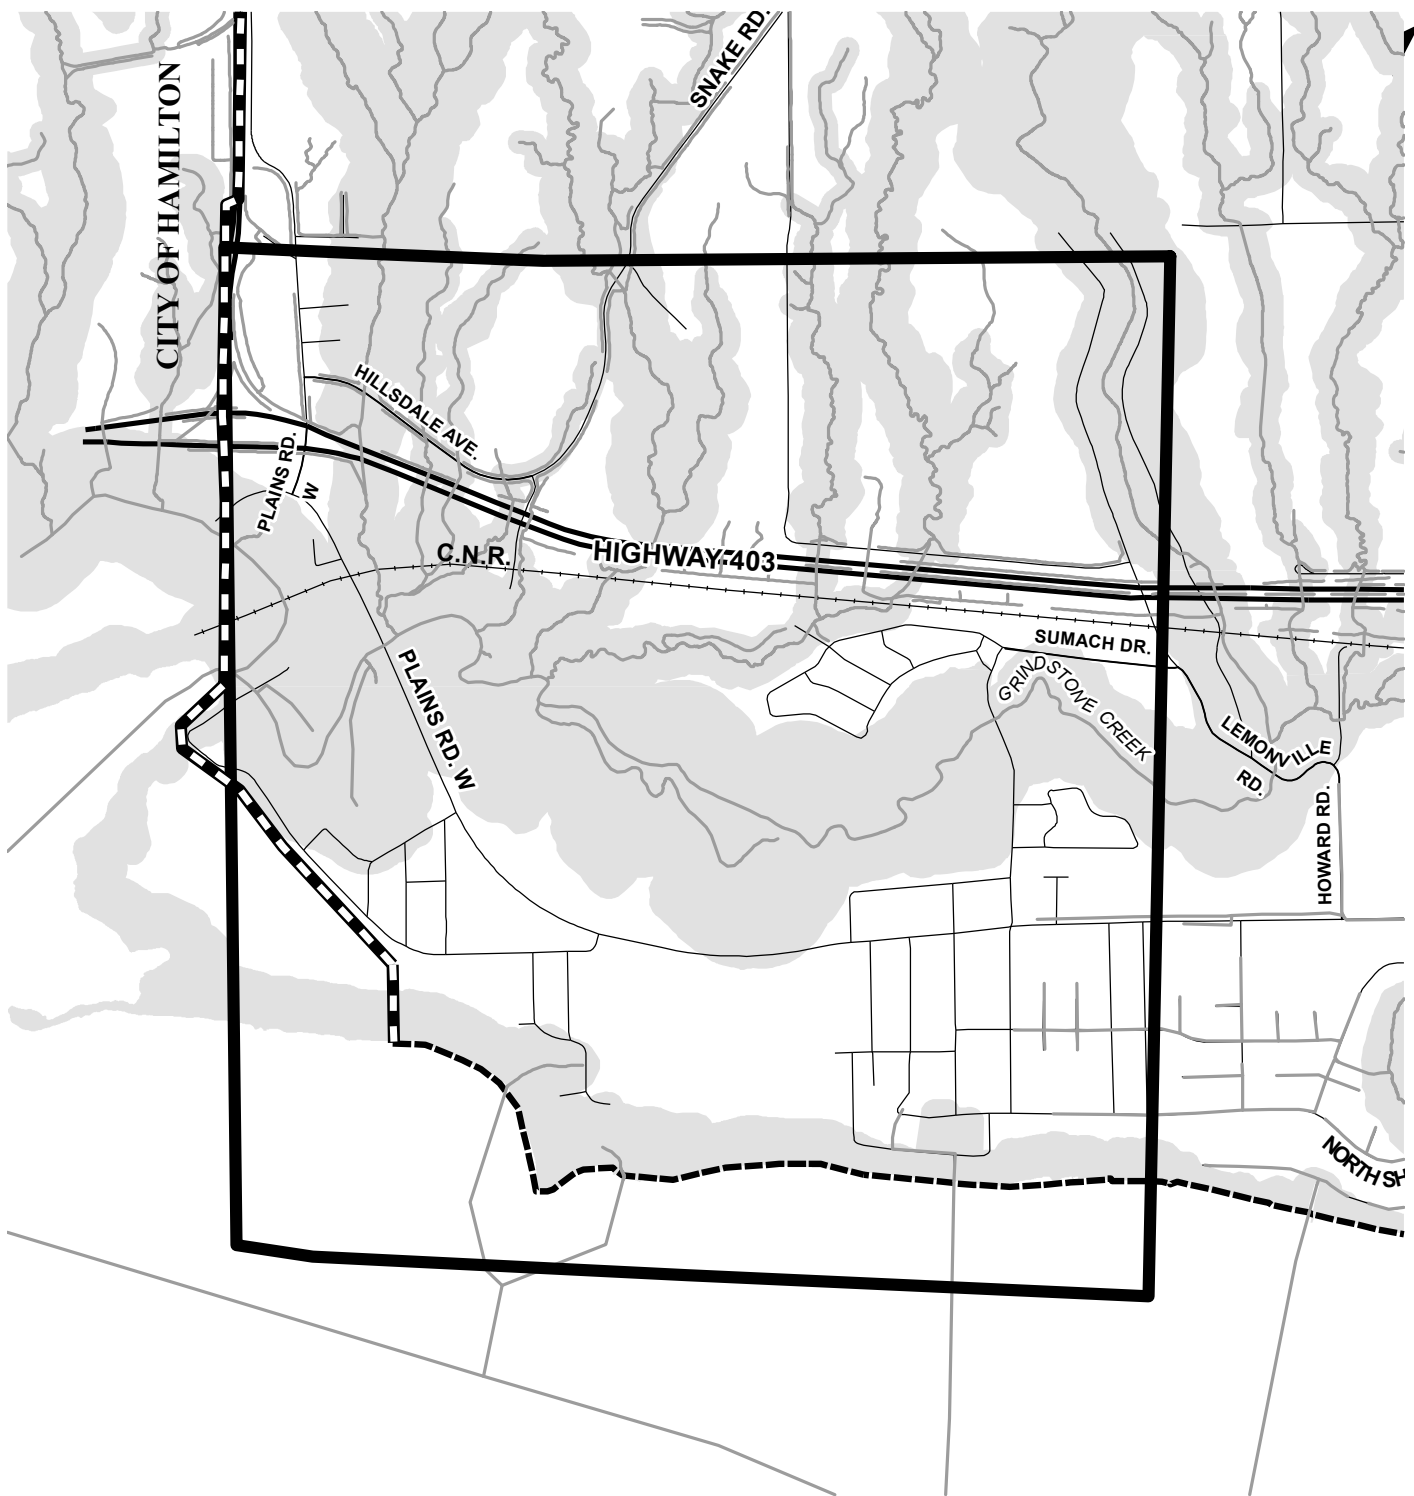 SNAKE RD.
CITY OF HAMILTON
HILLSDALE AVE.
PLAINS RD.
W
C.N.R.
HIGHWAY 403
SUMACH DR.
GRINDSTONE CREEK
PLAINS RD. W
LEMONVILLE
RD.
HOWARD RD.
NORTH SH